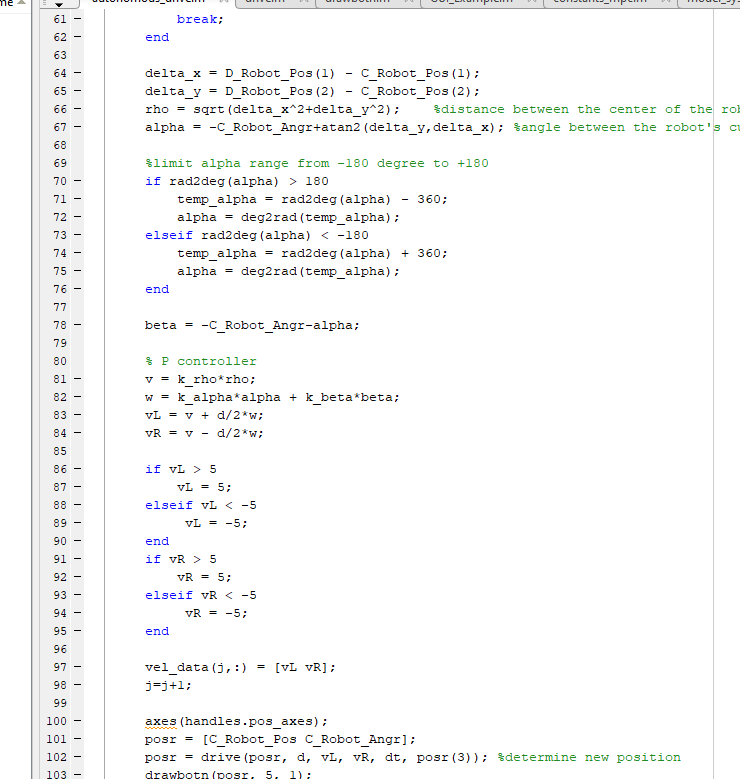 autonomous_drive.m
constants_mpc.m
61 - break;
62 - end
63
64 - delta_x = D_Robot_Pos(1) - C_Robot_Pos(1);
65 - delta_y = D_Robot_Pos(2) - C_Robot_Pos(2);
66 - rho = sqrt(delta_x^2+delta_y^2); %distance between the center of the
67 - alpha = -C_Robot_Angr+atan2(delta_y,delta_x); %angle between the robot's
68
69 %limit alpha range from -180 degree to +180
70 - if rad2deg(alpha) > 180
71 - temp_alpha = rad2deg(alpha) - 360;
72 - alpha = deg2rad(temp_alpha);
73 - elseif rad2deg(alpha) < -180
74 - temp_alpha = rad2deg(alpha) + 360;
75 - alpha = deg2rad(temp_alpha);
76 - end
77
78 - beta = -C_Robot_Angr-alpha;
79
80 % P controller
81 - v = k_rho*rho;
82 - w = k_alpha*alpha + k_beta*beta;
83 - vL = v + d/2*w;
84 - vR = v - d/2*w;
85
86 - if vL > 5
87 - vL = 5;
88 - elseif vL < -5
89 - vL = -5;
90 - end
91 - if vR > 5
92 - vR = 5;
93 - elseif vR < -5
94 - vR = -5;
95 - end
96
97 - vel_data(j,:) = [vL vR];
98 - j=j+1;
99
100 - axes(handles.pos_axes);
101 - posr = [C_Robot_Pos C_Robot_Angr];
102 - posr = drive(posr, d, vL, vR, dt, posr(3)); %determine new position
103 - drawbotn(posr, 5, 1);